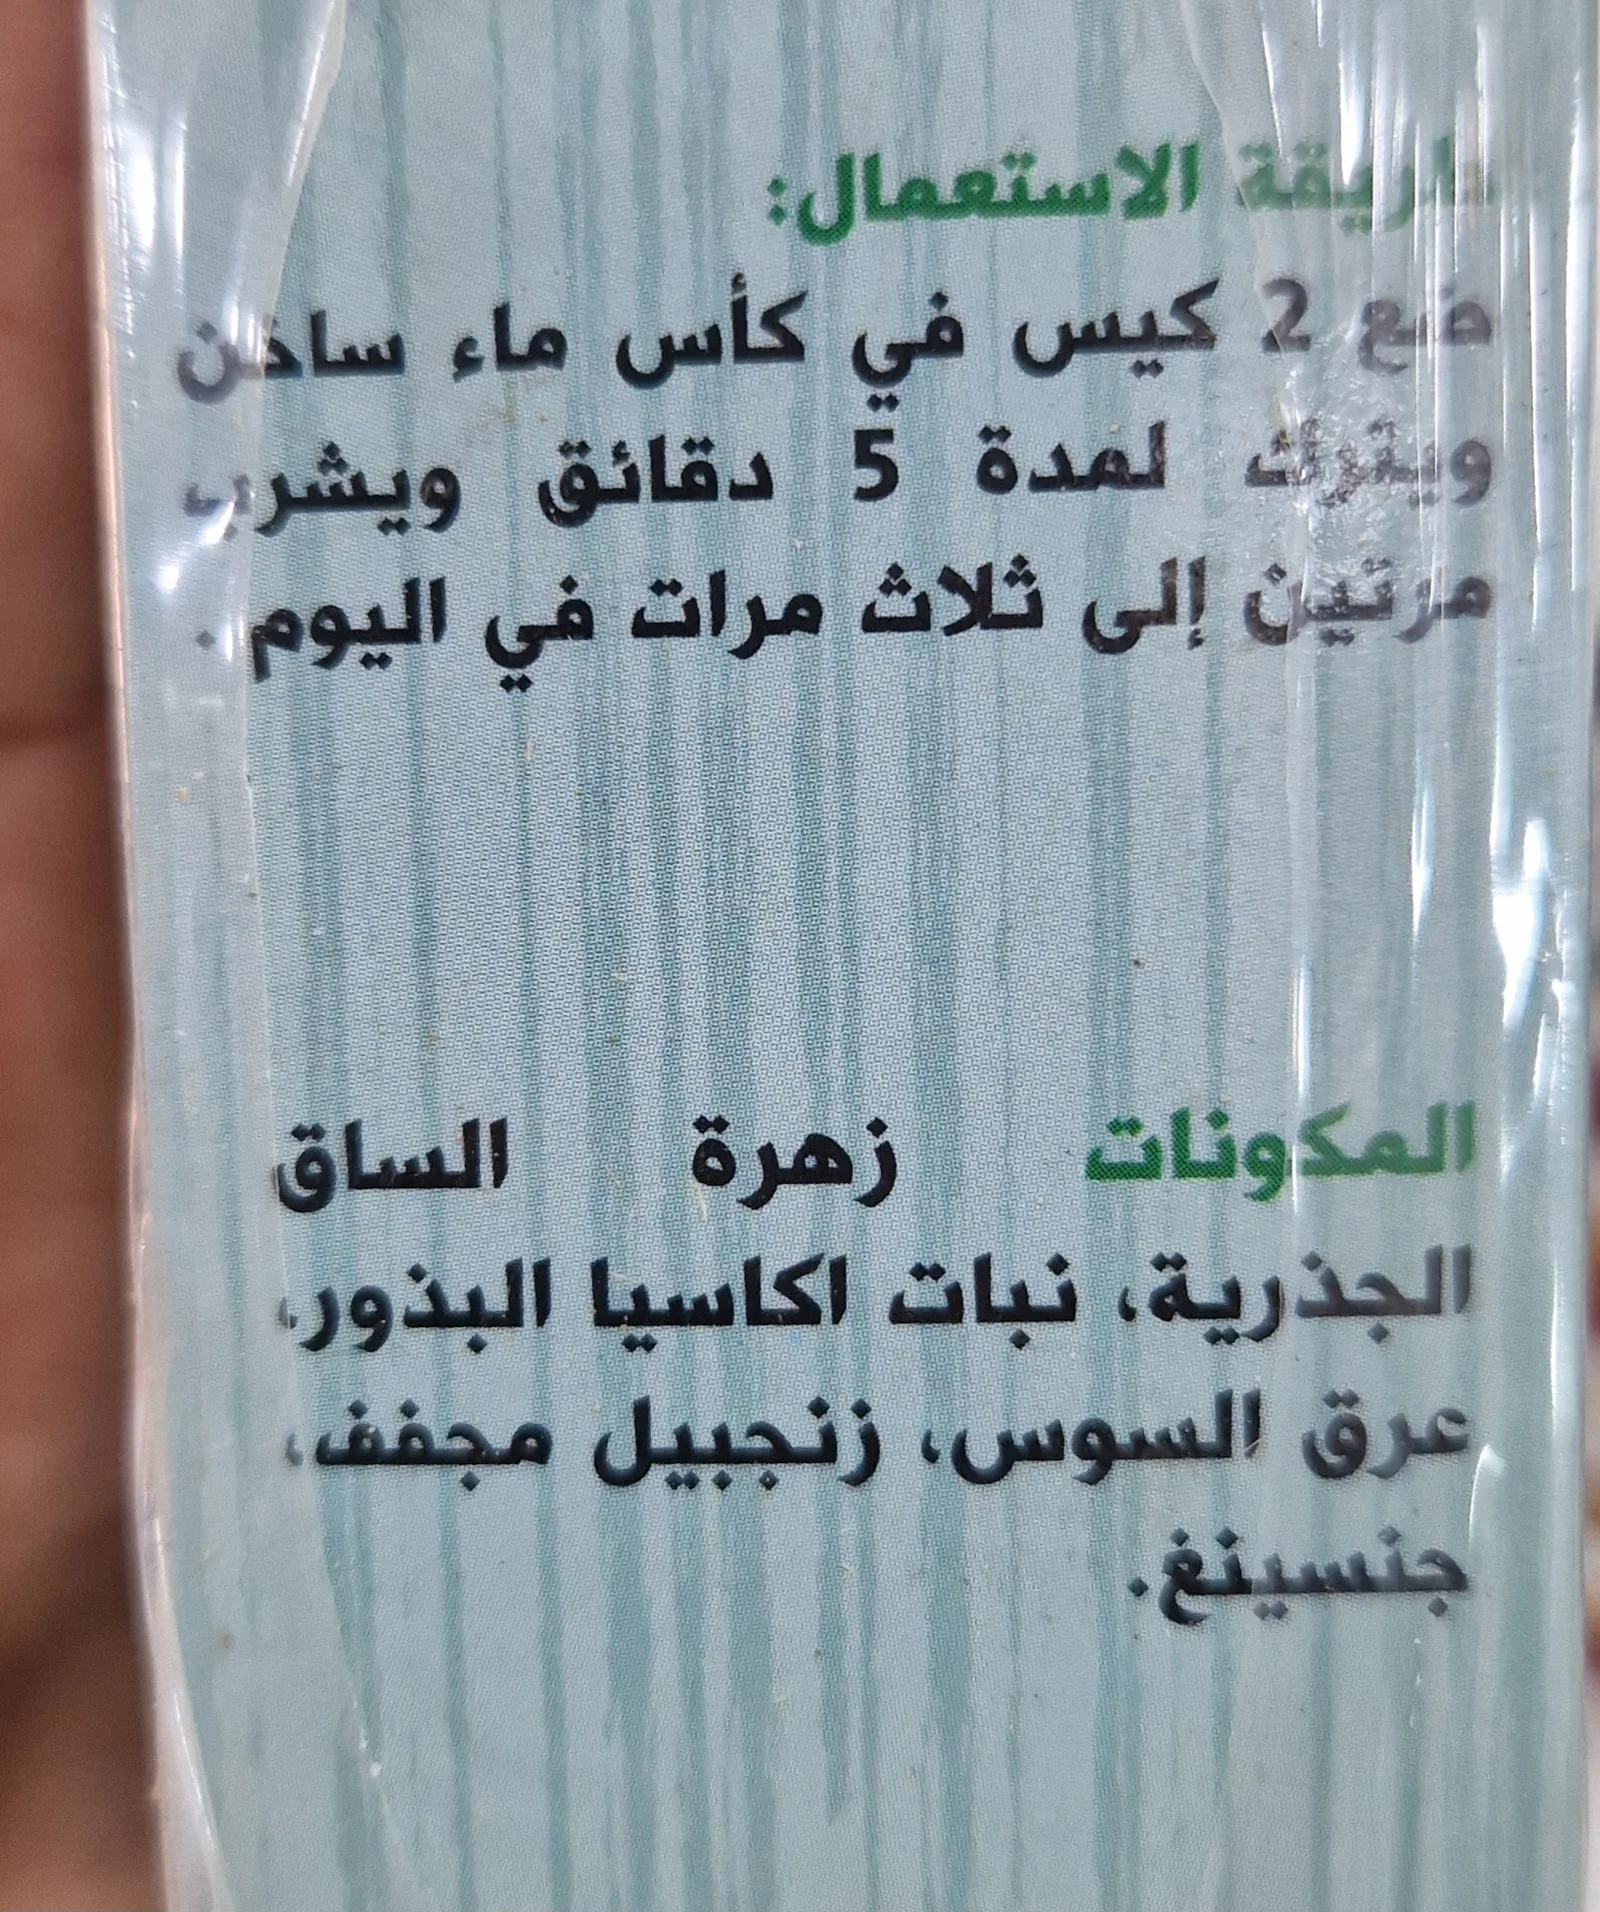 طريقة الاستعمال:
ضع 2 كيس في كأس ماء ساخن
ويترك لمدة 5 دقائق ويشرب
مرتين إلى ثلاث مرات في اليوم .
المكونات زهرة الساق
الجذرية، نبات اكاسيا البذور،
عرق السوس، زنجبيل مجفف،
جنسينغ.